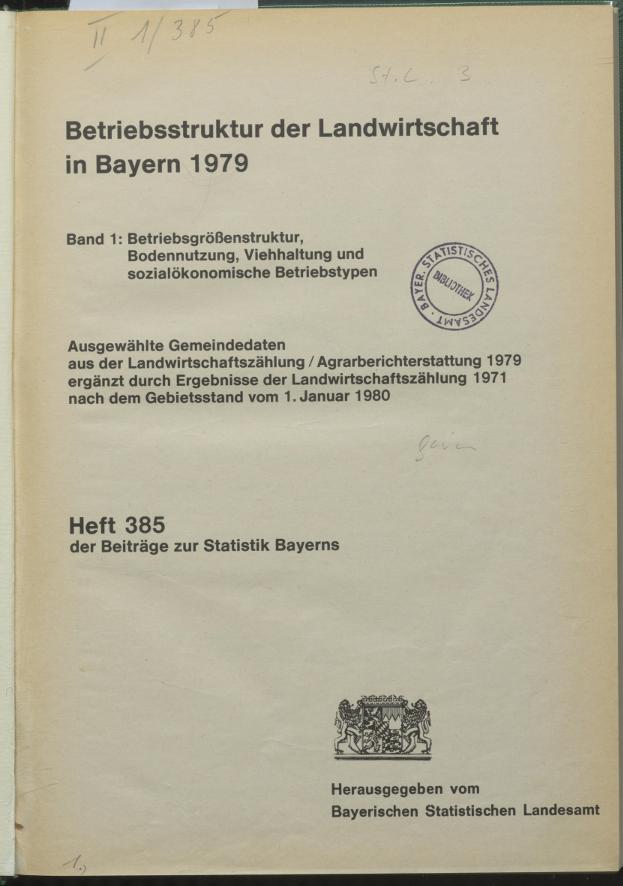 II 1/385
St. L. 3
Betriebsstruktur der Landwirtschaft
in Bayern 1979
Band 1: Betriebsgrößenstruktur,
Bodennutzung, Viehhaltung und
sozialökonomische Betriebstypen
BAYER. STATISTISCHES LANDESAMT ·
BIBLIOTHEK
Ausgewählte Gemeindedaten
aus der Landwirtschaftszählung / Agrarberichterstattung 1979
ergänzt durch Ergebnisse der Landwirtschaftszählung 1971
nach dem Gebietsstand vom 1. Januar 1980
Heft 385
der Beiträge zur Statistik Bayerns
Herausgegeben vom
Bayerischen Statistischen Landesamt
1.)